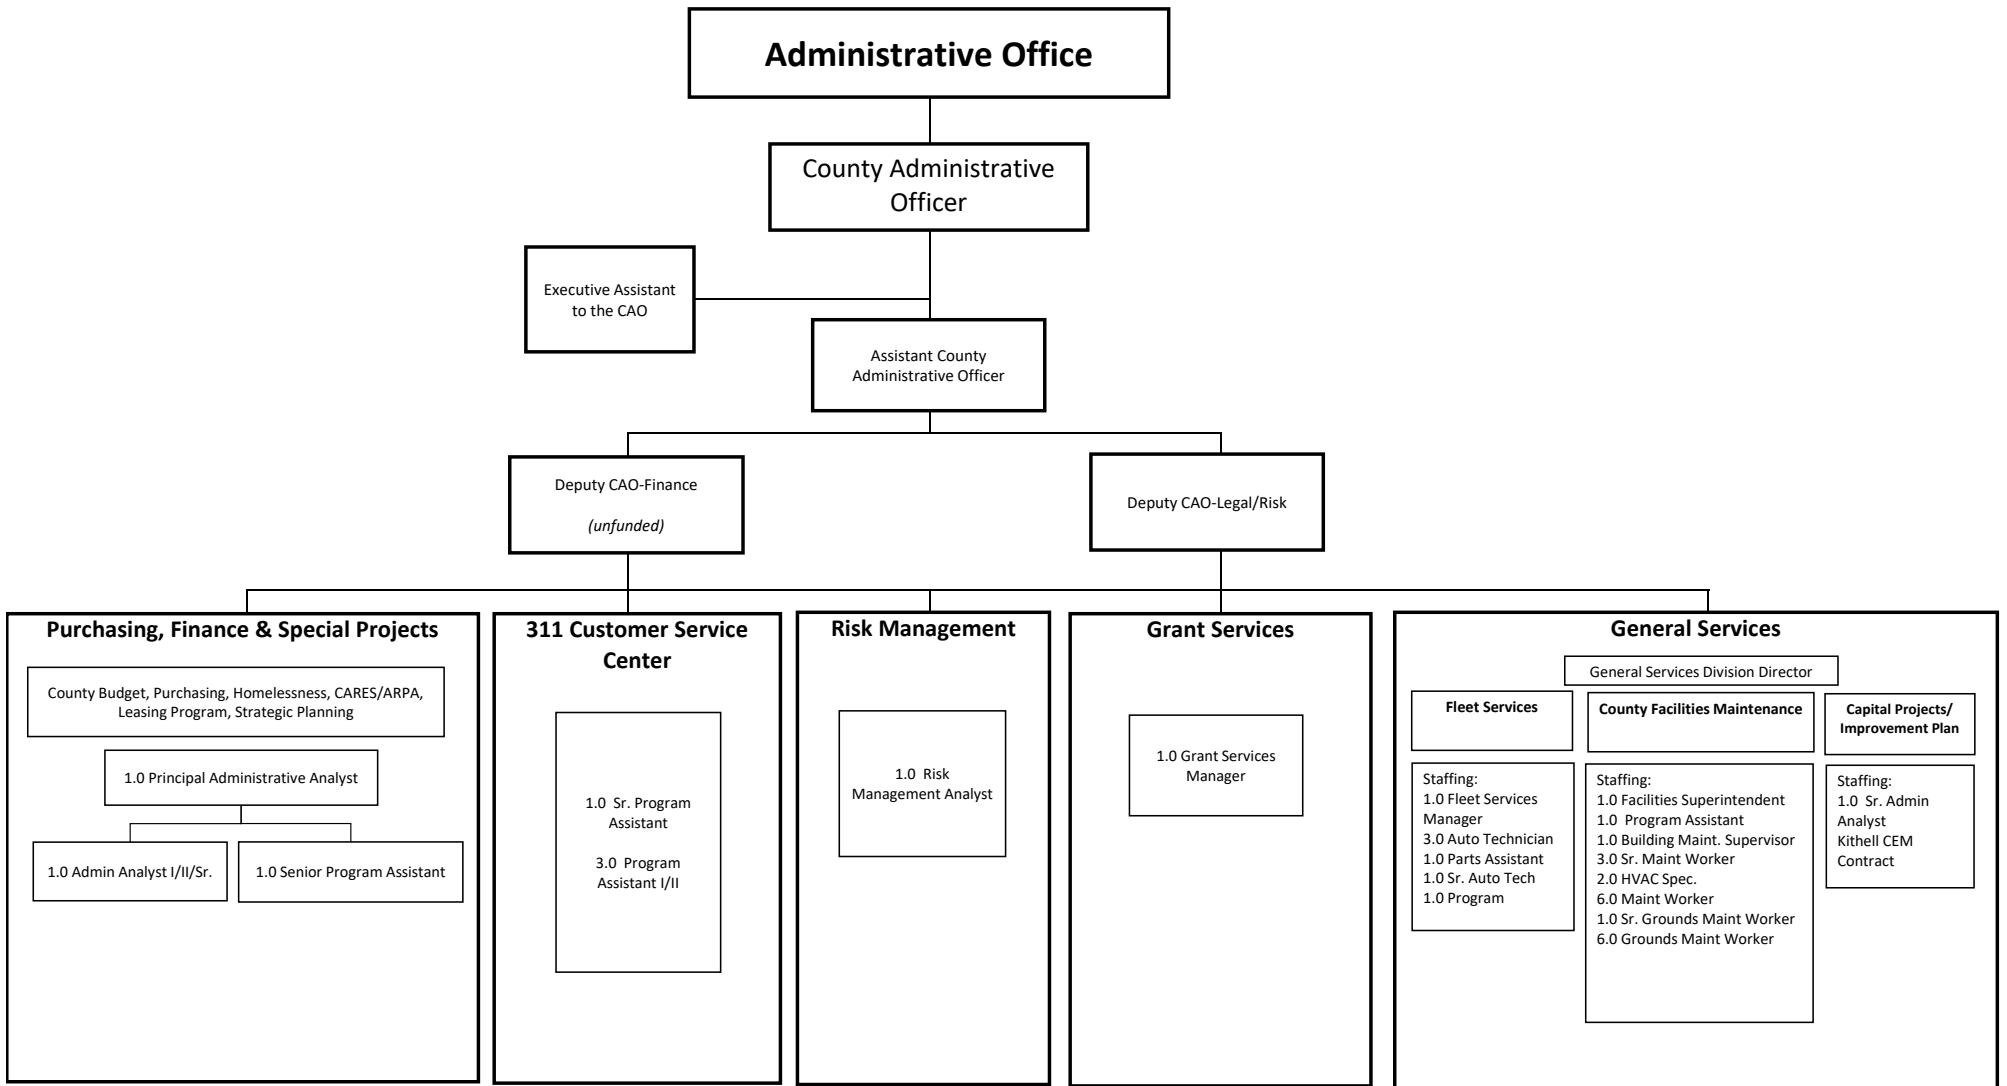 Administrative Office
County Administrative
Officer
Executive Assistant
to the CAO
Assistant County
Administrative Officer
Deputy CAO-Finance
(unfunded)
Deputy CAO-Legal/Risk
Purchasing, Finance & Special Projects
County Budget, Purchasing, Homelessness, CARES/ARPA,
Leasing Program, Strategic Planning
1.0 Principal Administrative Analyst
1.0 Admin Analyst I/II/Sr.
1.0 Senior Program Assistant
311 Customer Service
Center
1.0 Sr. Program
Assistant
3.0 Program
Assistant I/II
Risk Management
1.0 Risk
Management Analyst
Grant Services
1.0 Grant Services
Manager
General Services
General Services Division Director
Fleet Services
Staffing:
1.0 Fleet Services
Manager
3.0 Auto Technician
1.0 Parts Assistant
1.0 Sr. Auto Tech
1.0 Program
County Facilities Maintenance
Staffing:
1.0 Facilities Superintendent
1.0 Program Assistant
1.0 Building Maint. Supervisor
3.0 Sr. Maint Worker
2.0 HVAC Spec.
6.0 Maint Worker
1.0 Sr. Grounds Maint Worker
6.0 Grounds Maint Worker
Capital Projects/
Improvement Plan
Staffing:
1.0 Sr. Admin
Analyst
Kithell CEM
Contract